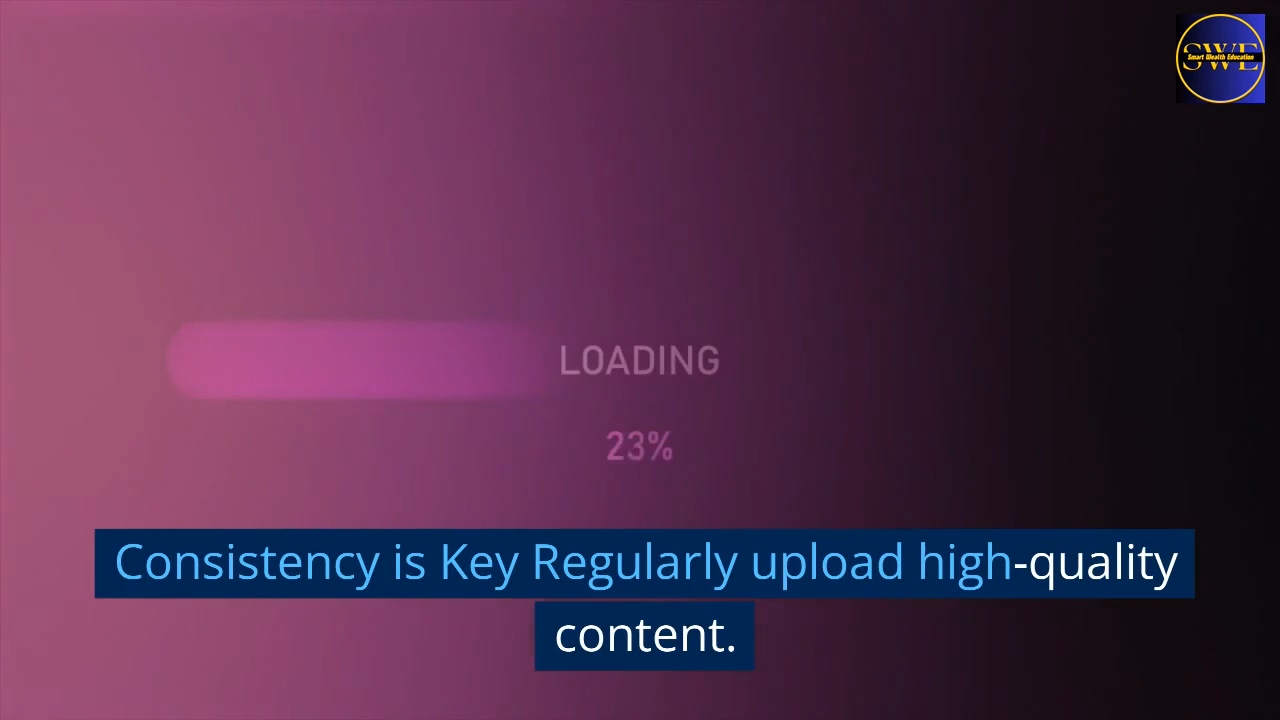 SWE
Smart Wealth Education
LOADING
23%
Consistency is Key Regularly upload high-quality
content.